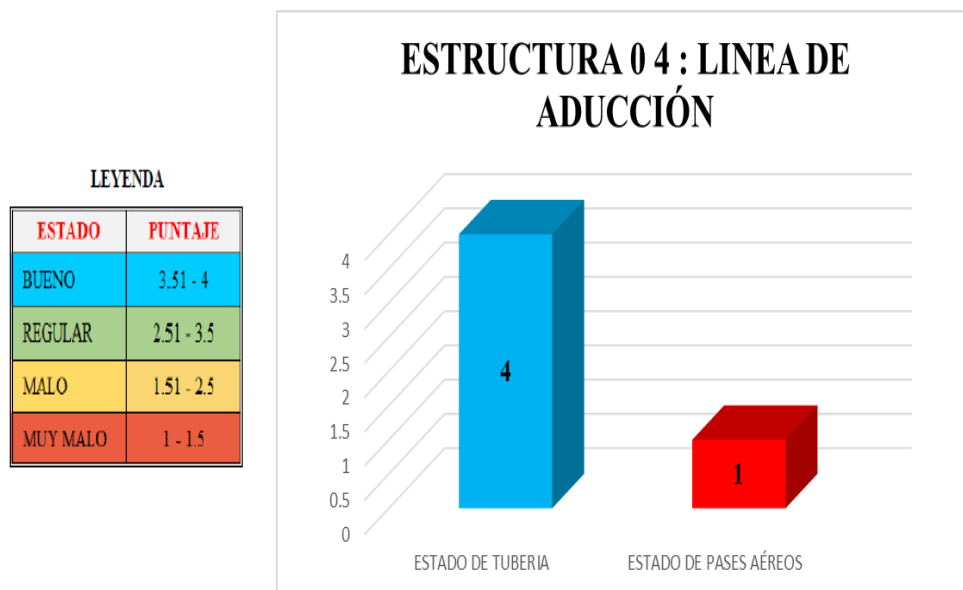 ESTRUCTURA 0 4 : LINEA DE
ADUCCIÓN
LEYENDA
ESTADO PUNTAJE
BUENO 3.51 - 4
REGULAR 2.51 - 3.5
MALO 1.51 - 2.5
MUY MALO 1 - 1.5
4
3.5
3
2.5
2
1.5
1
0.5
0
4
1
ESTADO DE TUBERIA ESTADO DE PASES AÉREOS